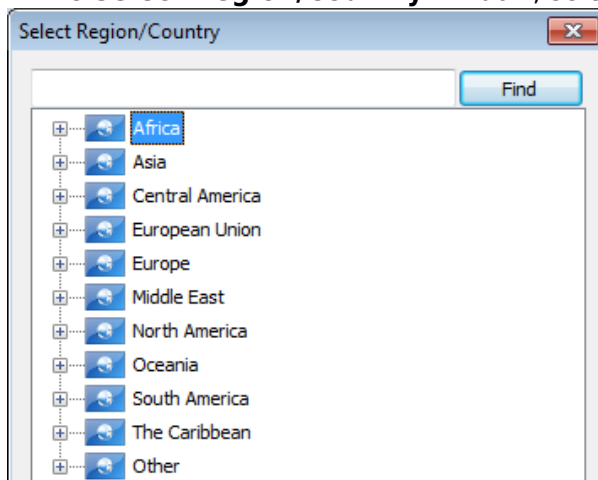 Select Region/Country
Find
Africa
Asia
Central America
European Union
Europe
Middle East
North America
Oceania
South America
The Caribbean
Other